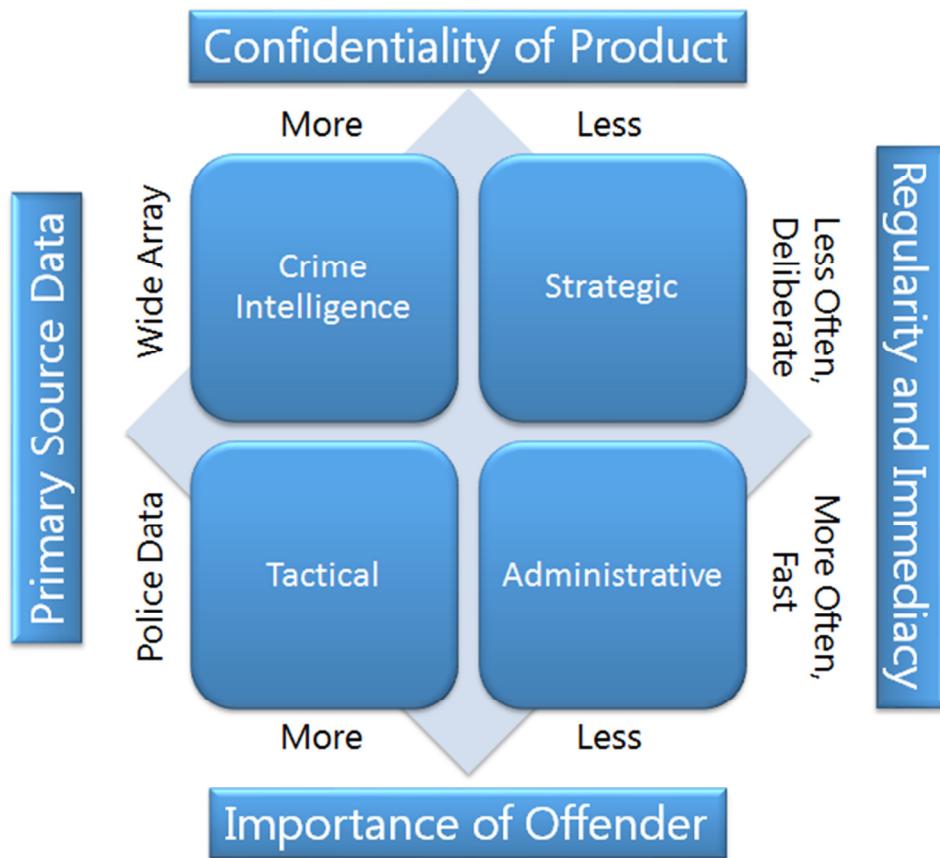 Confidentiality of Product
More
Less
Primary Source Data
Wide Array
Police Data
Crime
Intelligence
Strategic
Tactical
Administrative
Less Often,
Deliberate
More Often,
Fast
Regularity and Immediacy
More
Less
Importance of Offender